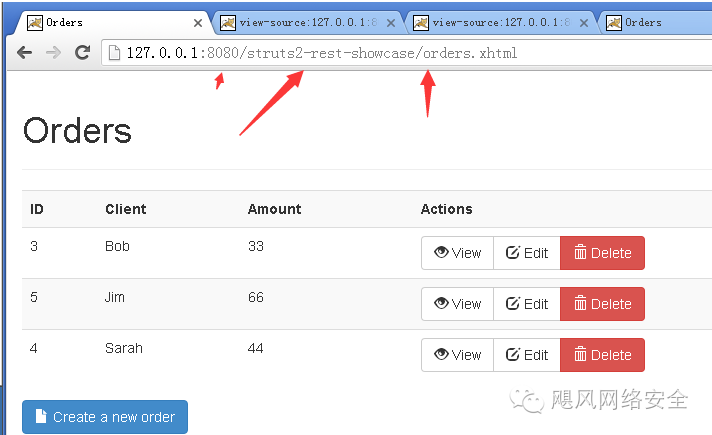 Orders
view-source:127.0.0.1:8
view-source:127.0.0.1:8
Orders
127.0.0.1:8080/struts2-rest-showcase/orders.xhtml
Orders
ID Client Amount Actions
3 Bob 33 View Edit Delete
5 Jim 66 View Edit Delete
4 Sarah 44 View Edit Delete
Create a new order
飓风网络安全